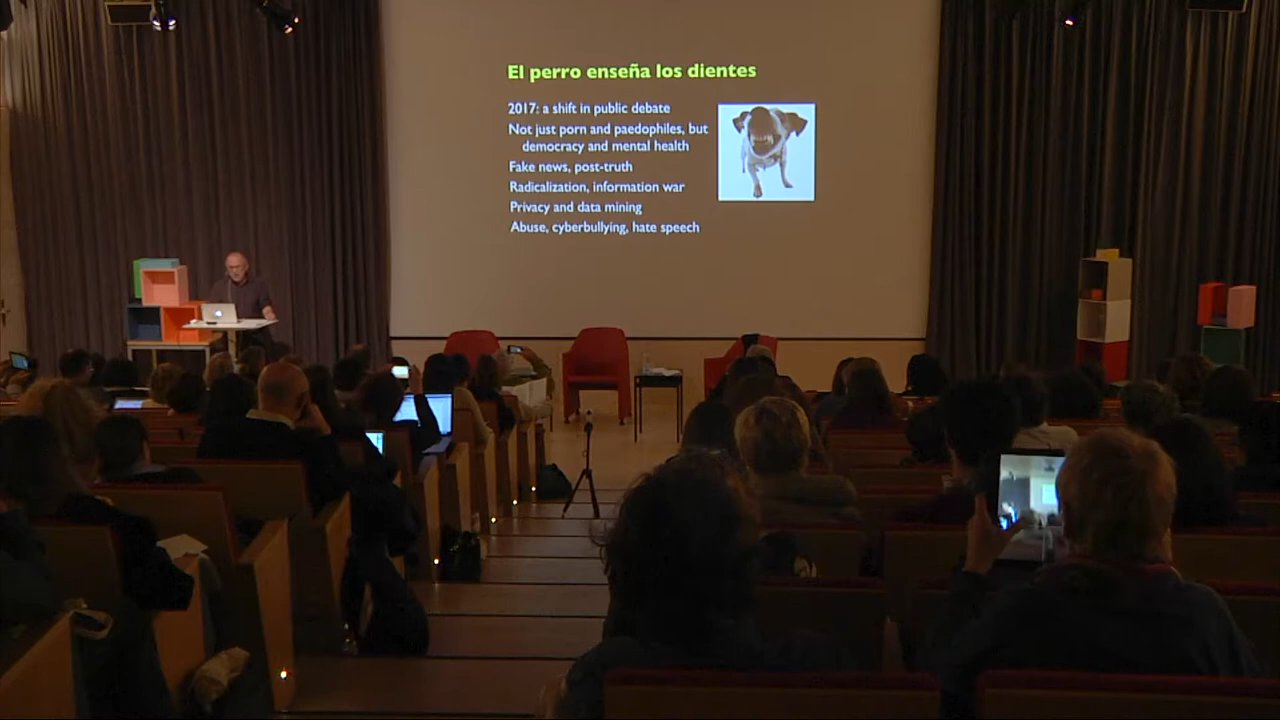 El perro enseña los dientes
2017: a shift in public debate
Not just porn and paedophiles, but
democracy and mental health
Fake news, post-truth
Radicalization, information war
Privacy and data mining
Abuse, cyberbullying, hate speech